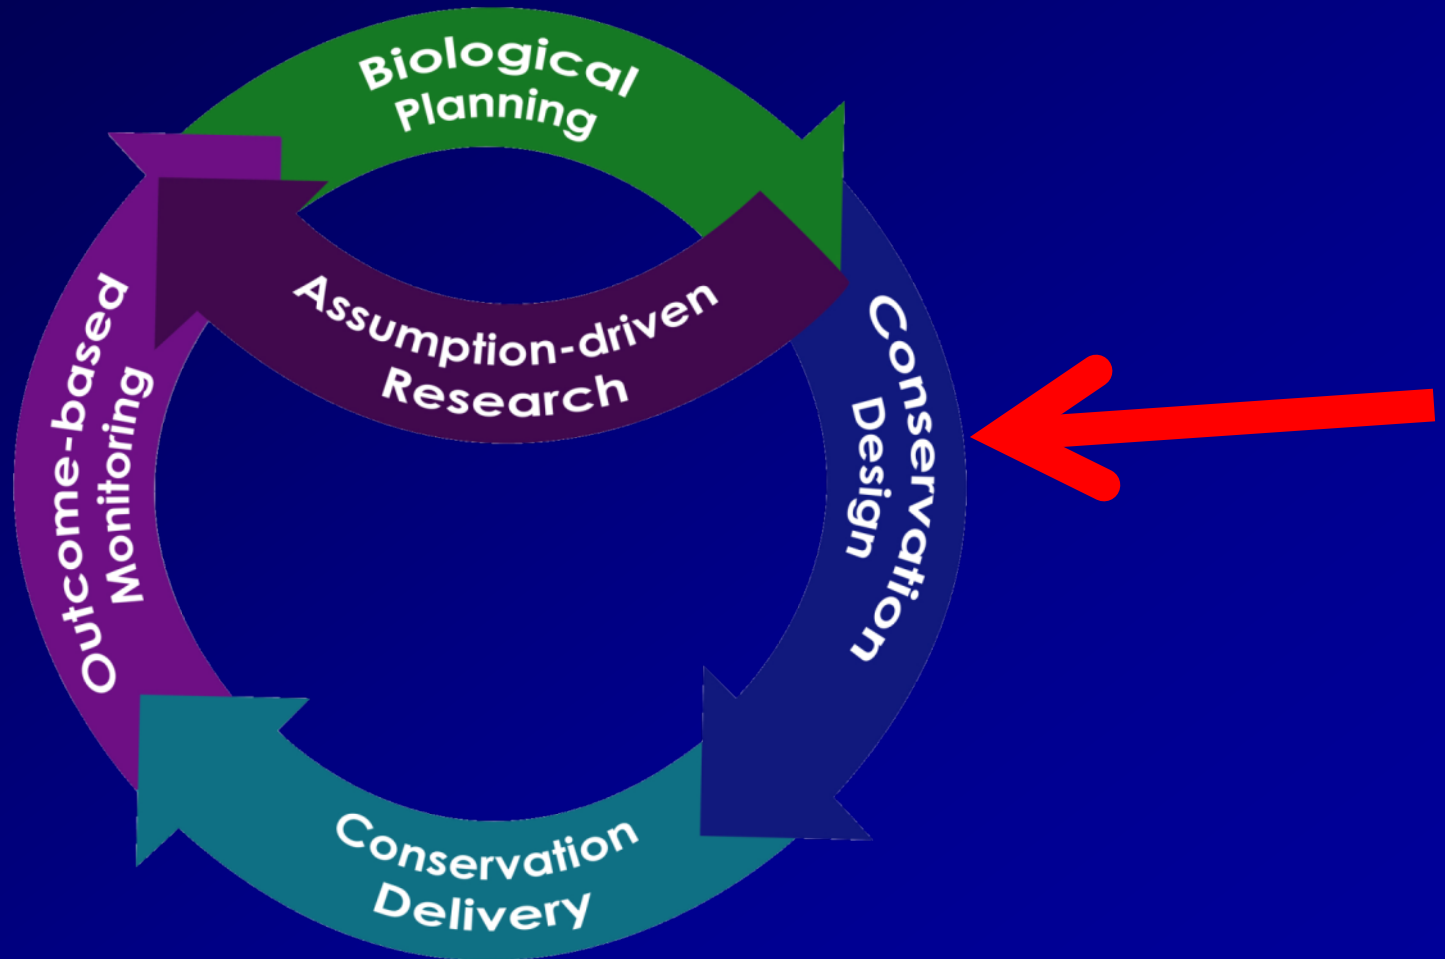 Biological
Planning
Assumption-driven
Research
Conservation
Design
Outcome-based
Monitoring
Conservation
Delivery